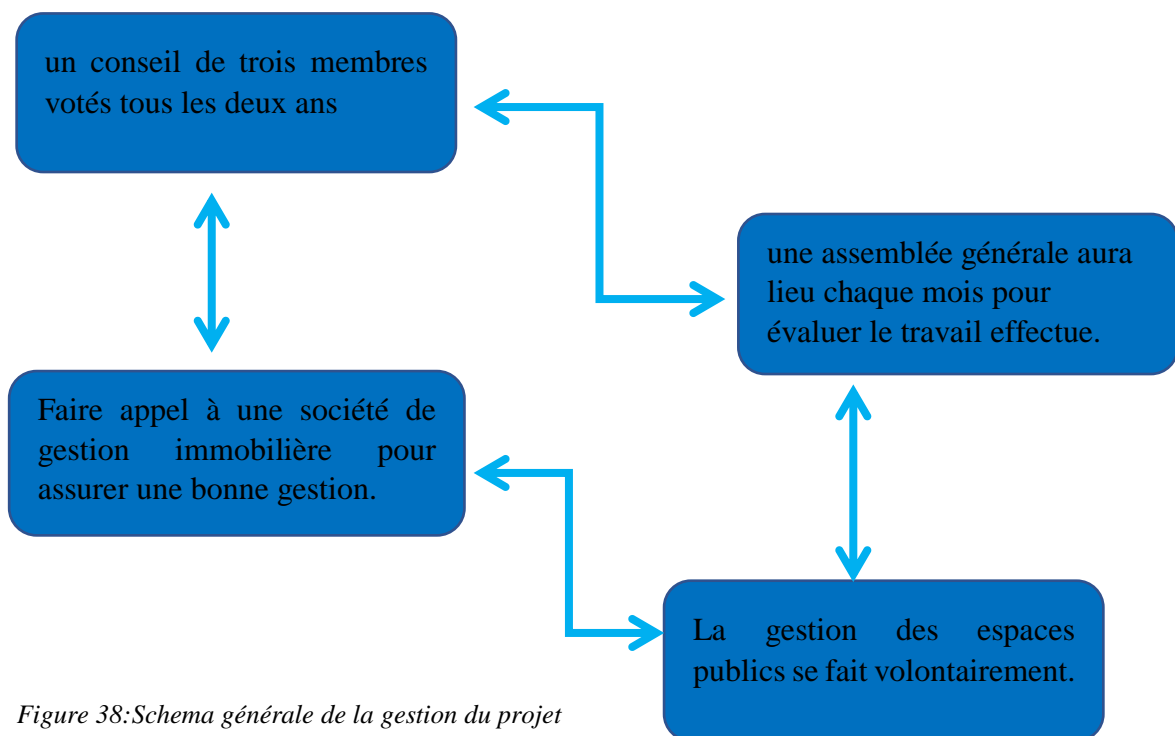 un conseil de trois membres
votés tous les deux ans
une assemblée générale aura
lieu chaque mois pour
évaluer le travail effectue.
Faire appel à une société de
gestion immobilière pour
assurer une bonne gestion.
La gestion des espaces
publics se fait volontairement.
Figure 38:Schema générale de la gestion du projet